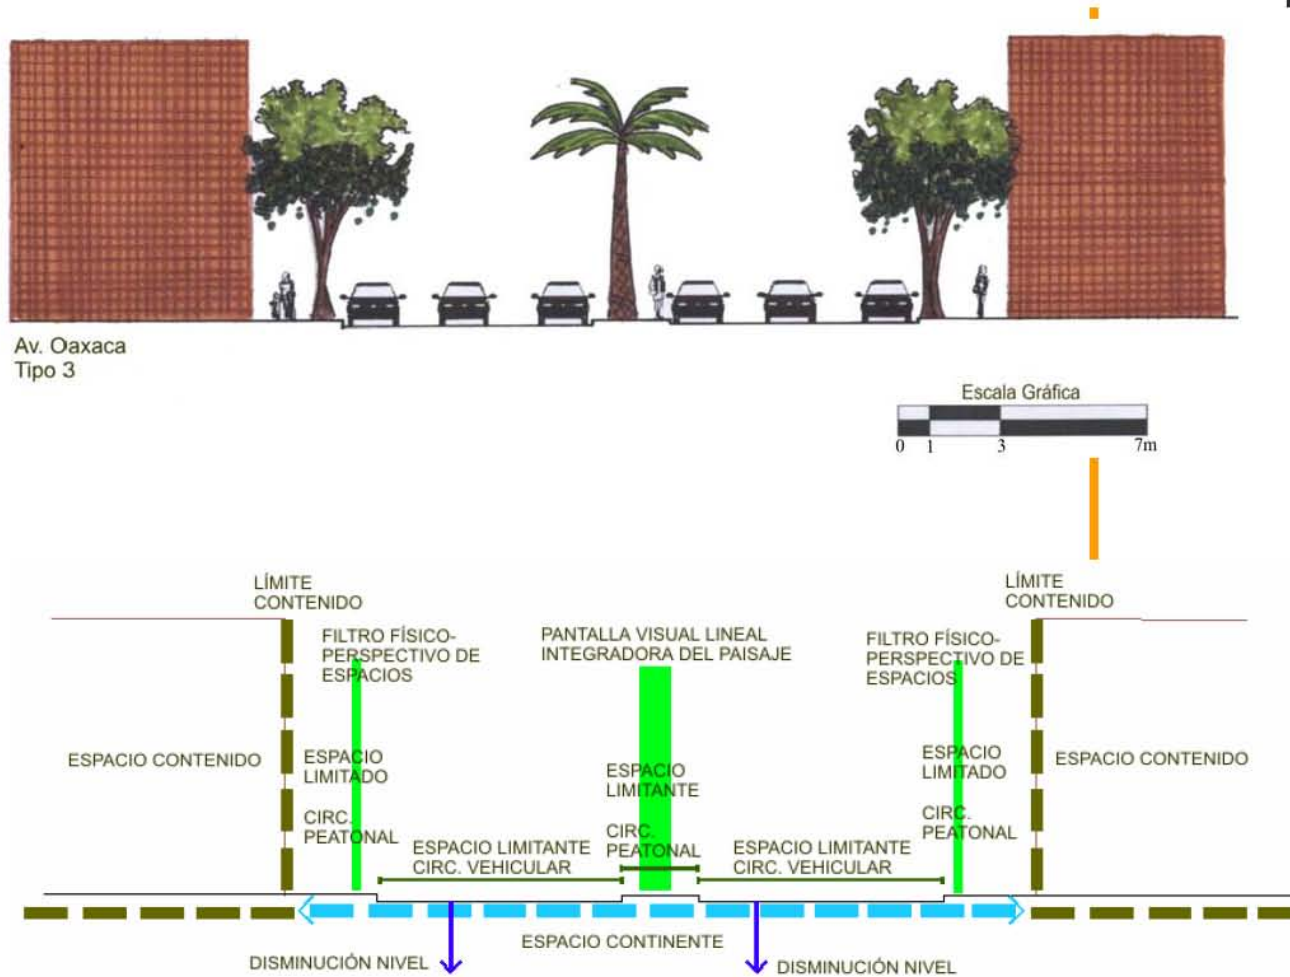 Av. Oaxaca
Tipo 3
Escala Gráfica
0 1 3 7m
LÍMITE
CONTENIDO
LÍMITE
CONTENIDO
FILTRO FÍSICO-
PERSPECTIVO DE
ESPACIOS
PANTALLA VISUAL LINEAL
INTEGRADORA DEL PAISAJE
FILTRO FÍSICO-
PERSPECTIVO DE
ESPACIOS
ESPACIO CONTENIDO
ESPACIO
LIMITADO
CIRC.
PEATONAL
ESPACIO LIMITANTE
CIRC. VEHICULAR
ESPACIO
LIMITANTE
CIRC.
PEATONAL
ESPACIO LIMITANTE
CIRC. VEHICULAR
ESPACIO
LIMITADO
CIRC.
PEATONAL
ESPACIO CONTENIDO
ESPACIO CONTINENTE
DISMINUCIÓN NIVEL
DISMINUCIÓN NIVEL